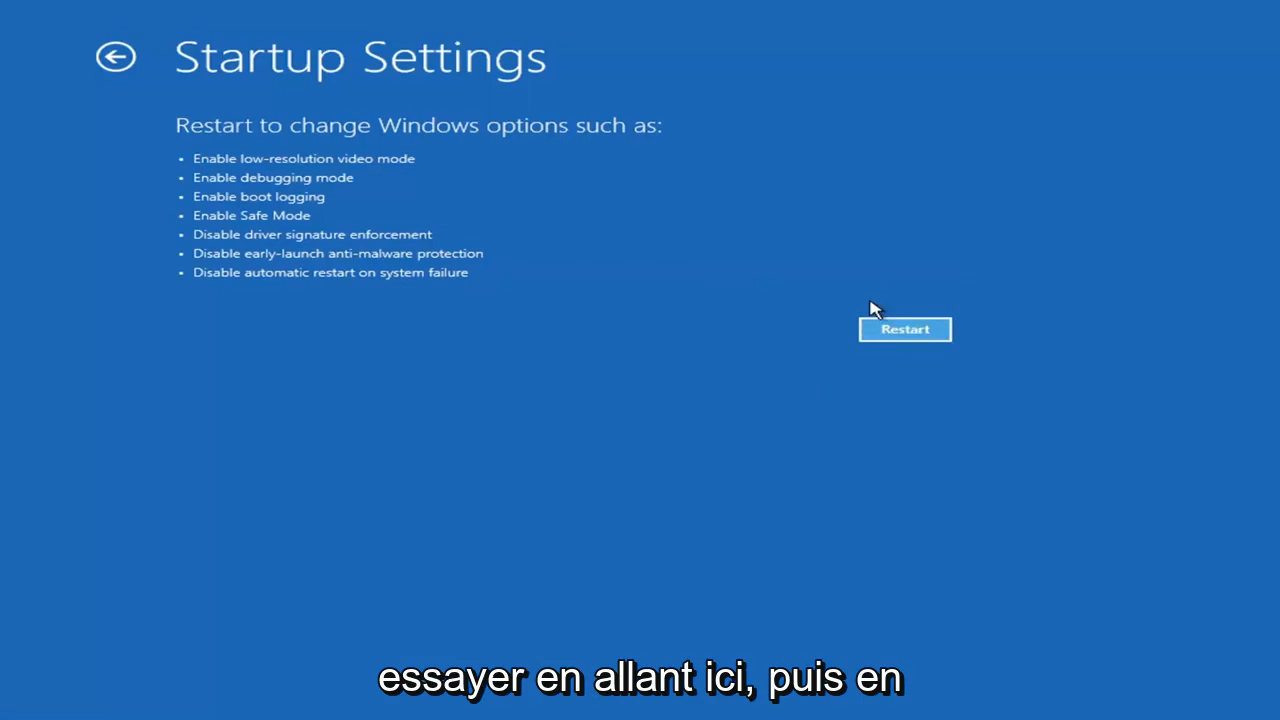 Startup Settings
Restart to change Windows options such as:
• Enable low-resolution video mode
• Enable debugging mode
• Enable boot logging
• Enable Safe Mode
• Disable driver signature enforcement
• Disable early-launch anti-malware protection
• Disable automatic restart on system failure
Restart
essayer en allant ici, puis en